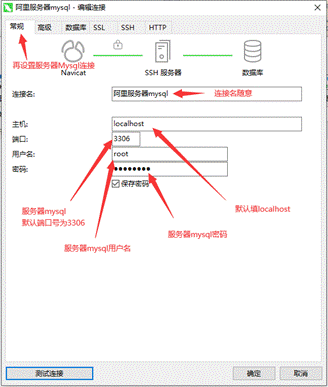 阿里服务器mysql - 编辑连接
常规 高级 数据库 SSL SSH HTTP
再设置服务器Mysql连接
Navicat SSH 服务器 数据库
连接名: 阿里服务器mysql 连接名随意
主机: localhost
端口: 3306
用户名: root
密码: ●●●●●●●●
保存密码
服务器mysql
默认端口号为3306
默认填localhost
服务器mysql密码
服务器mysql用户名
测试连接 确定 取消